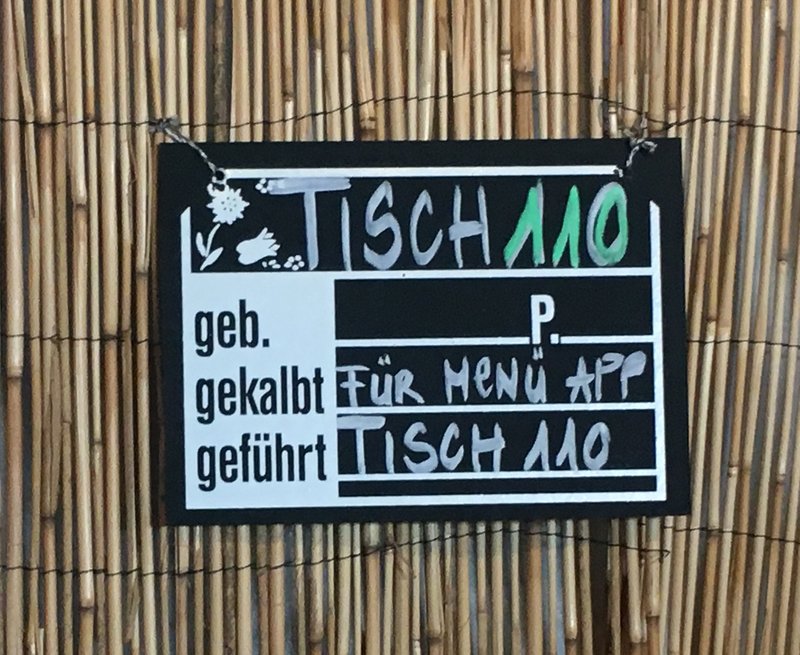 TISCH 110
geb. P.
gekalbt FÜR MENÜ APP
geführt TISCH 110